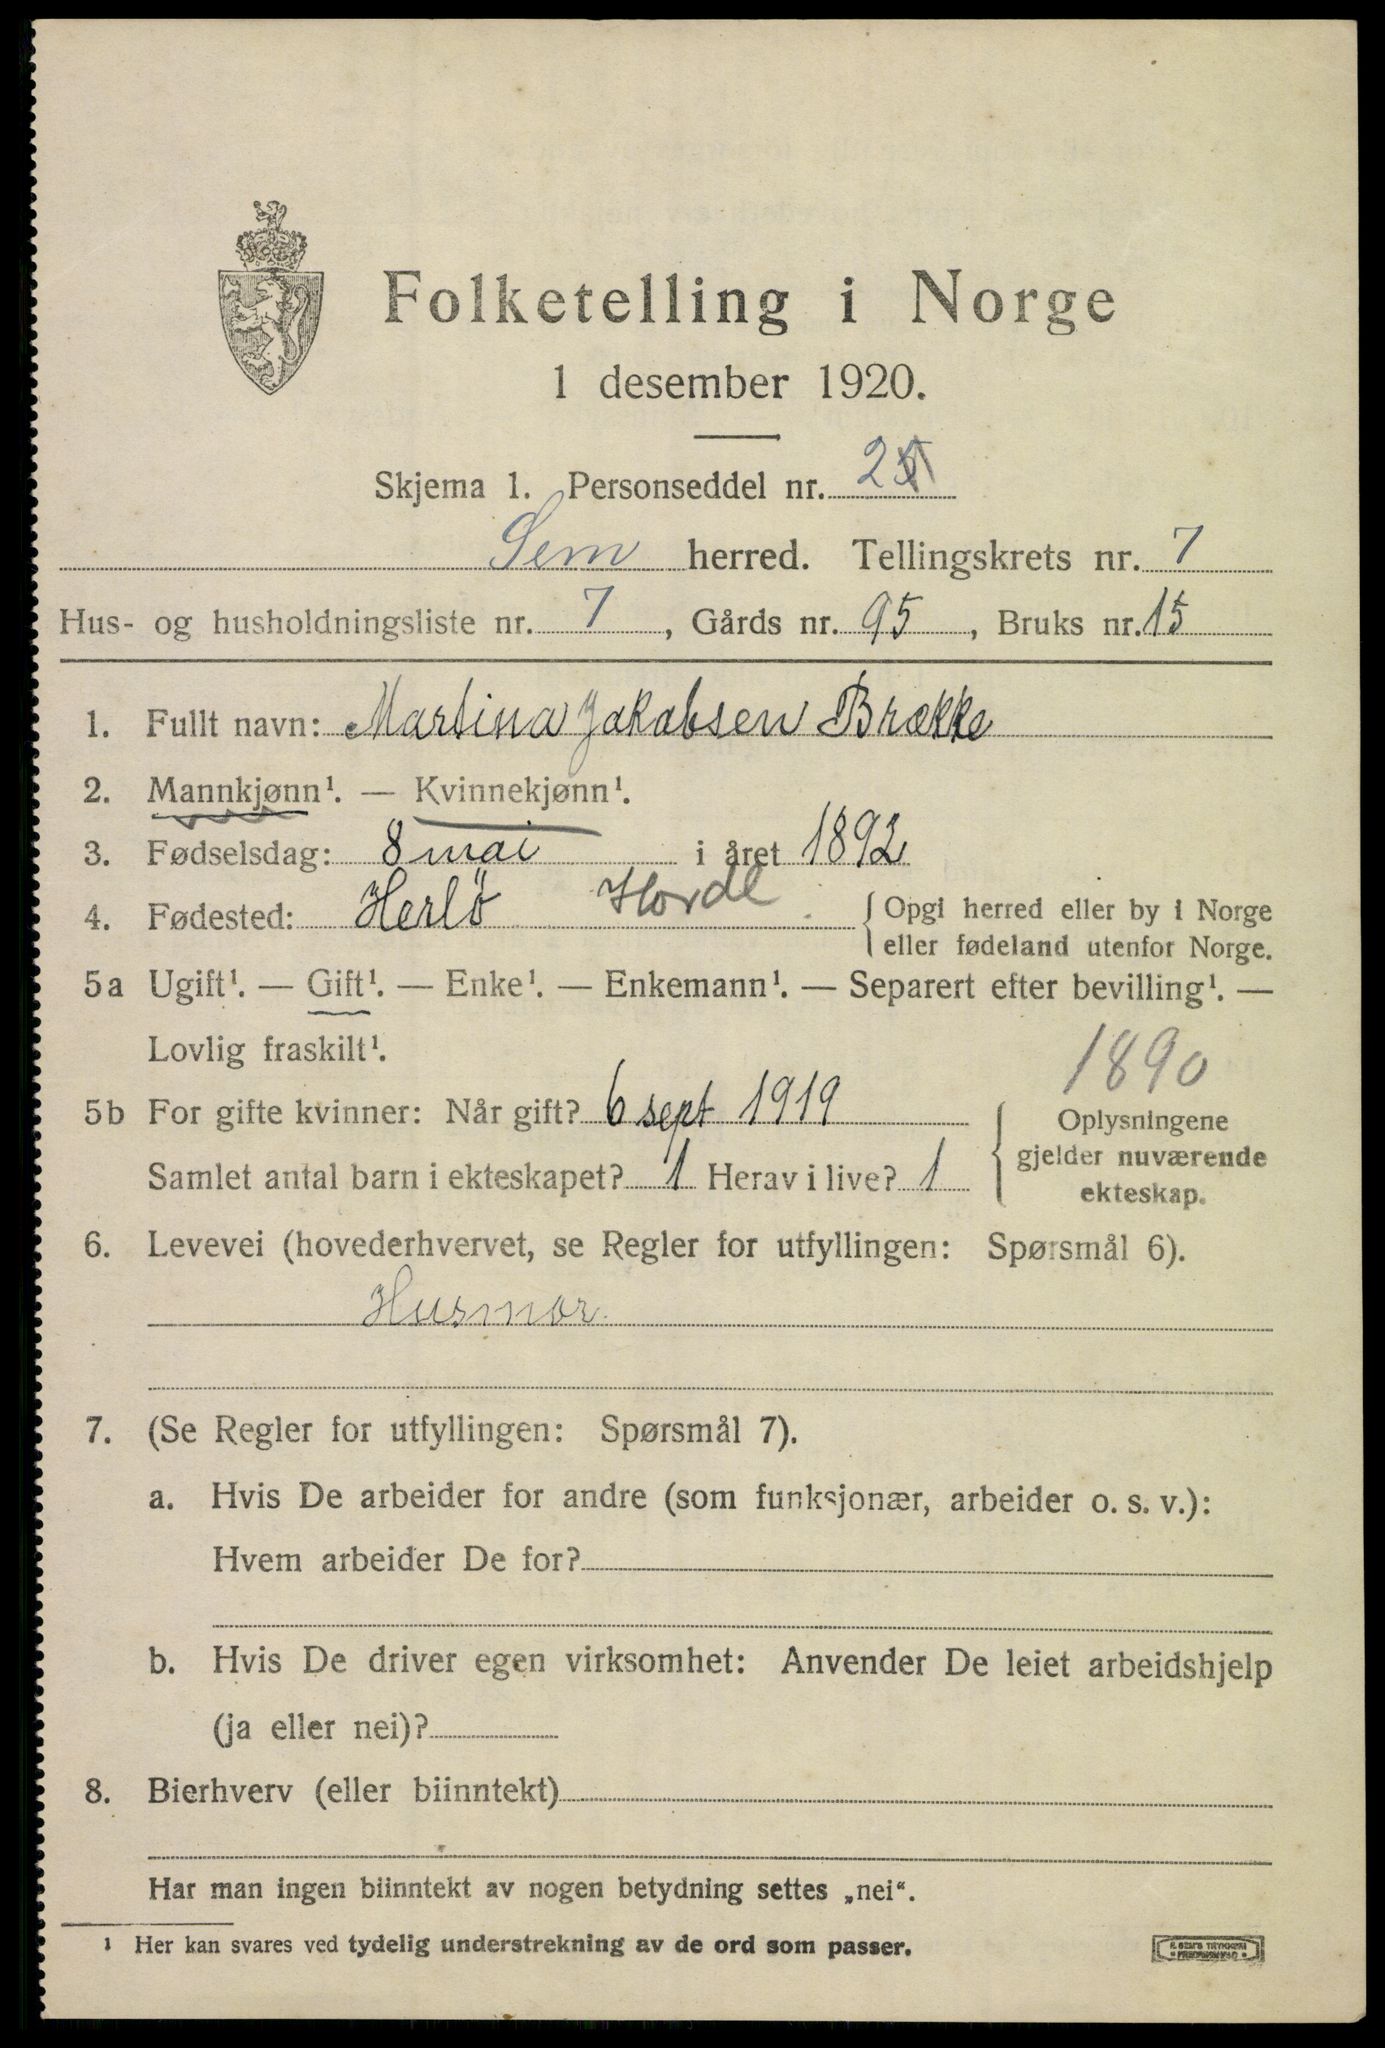 Folketelling i Norge
1 desember 1920.
Skjema 1. Personseddel nr. 2
Sem herred. Tellingskrets nr. 7
Hus- og husholdningsliste nr. 7, Gårds nr. 95, Bruks nr. 15
1. Fullt navn: Martina Jakobsen Brække
2. Mannkjønn¹. — Kvinnekjønn¹.
3. Fødselsdag: 8 mai i året 1892
4. Fødested: Herlö Hordl. { Opgi herred eller by i Norge
eller fødeland utenfor Norge.
5a Ugift¹. — Gift¹. — Enke¹. — Enkemann¹. — Separert efter bevilling¹. —
Lovlig fraskilt¹.
1890
5b For gifte kvinner: Når gift? 6 sept 1919 { Oplysningene
gjelder nuværende
Samlet antal barn i ekteskapet? 1 Herav i live? 1 ekteskap.
6. Levevei (hovederhvervet, se Regler for utfyllingen: Spørsmål 6).
Husmor.
7. (Se Regler for utfyllingen: Spørsmål 7).
a. Hvis De arbeider for andre (som funksjonær, arbeider o. s. v.):
Hvem arbeider De for?
b. Hvis De driver egen virksomhet: Anvender De leiet arbeidshjelp
(ja eller nei)?
8. Bierhverv (eller biinntekt)
Har man ingen biinntekt av nogen betydning settes „nei“.
¹ Her kan svares ved tydelig understrekning av de ord som passer.